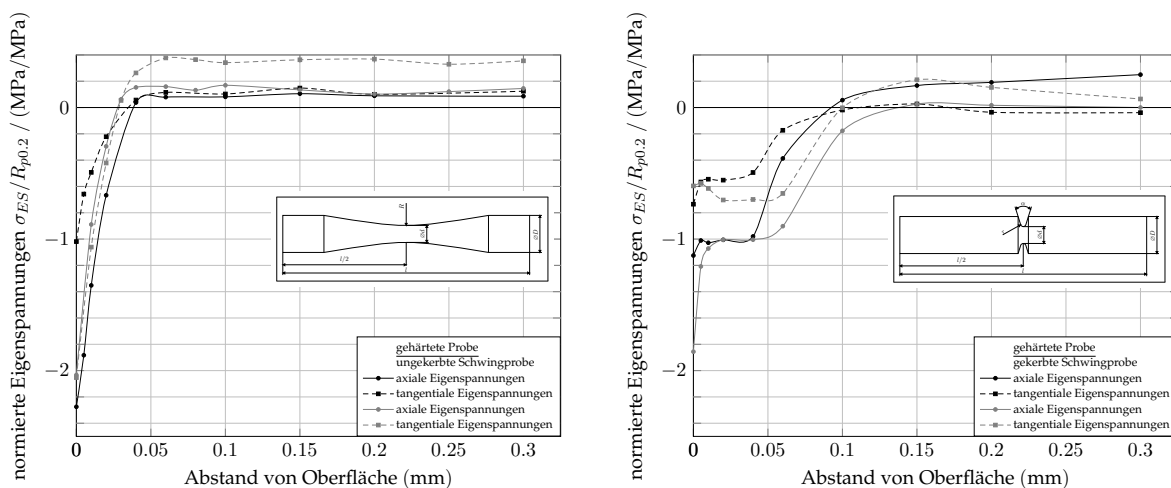 normierte Eigenspannungen σ_ES/R_p0.2 / (MPa/MPa)
0
−1
−2
0 0.05 0.1 0.15 0.2 0.25 0.3
Abstand von Oberfläche (mm)
R
⌀d
⌀D
l/2
l
gehärtete Probe
ungekerbte Schwingprobe
axiale Eigenspannungen
tangentiale Eigenspannungen
axiale Eigenspannungen
tangentiale Eigenspannungen
normierte Eigenspannungen σ_ES/R_p0.2 / (MPa/MPa)
0
−1
−2
0 0.05 0.1 0.15 0.2 0.25 0.3
Abstand von Oberfläche (mm)
α
r
⌀d
⌀D
l/2
gehärtete Probe
gekerbte Schwingprobe
axiale Eigenspannungen
tangentiale Eigenspannungen
axiale Eigenspannungen
tangentiale Eigenspannungen